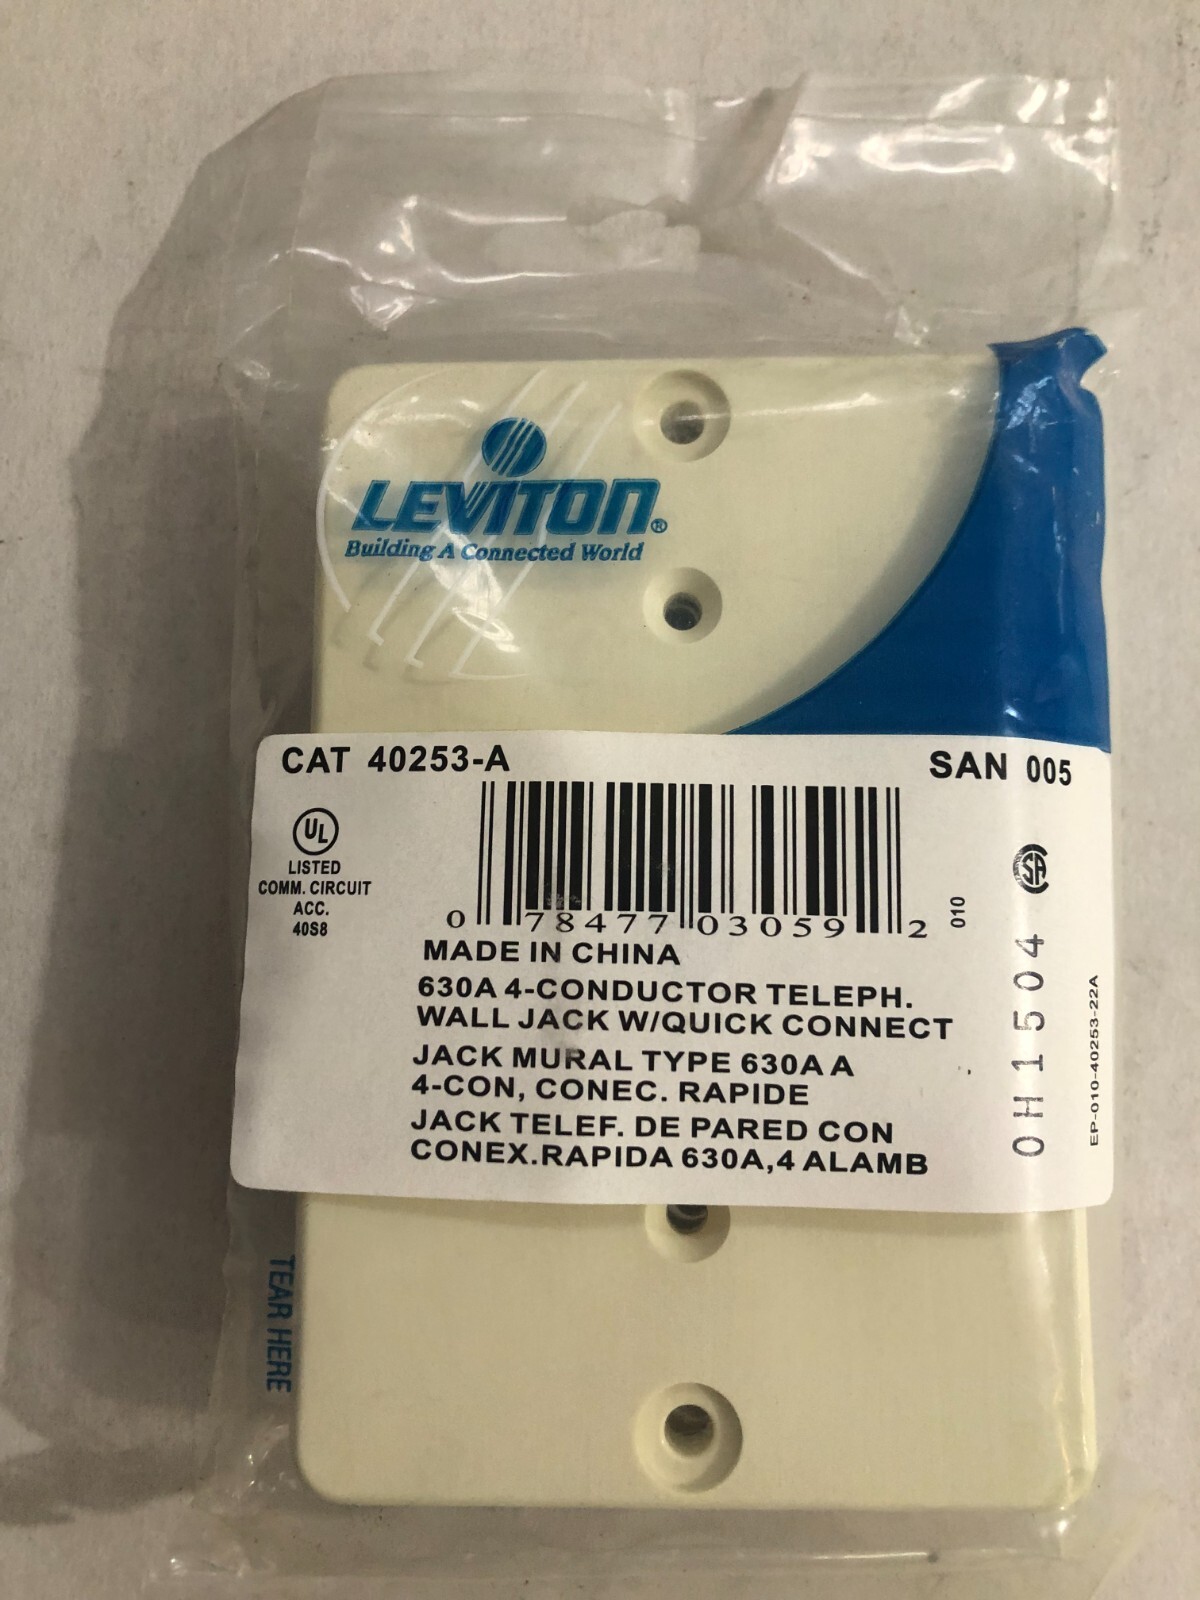 LEVITON®
Building A Connected World
CAT 40253-A
SAN 005
UL
LISTED
COMM. CIRCUIT
ACC.
40S8
0 78477 03059 2
010
MADE IN CHINA
630A 4-CONDUCTOR TELEPH.
WALL JACK W/QUICK CONNECT
JACK MURAL TYPE 630A A
4-CON, CONEC. RAPIDE
JACK TELEF. DE PARED CON
CONEX.RAPIDA 630A,4 ALAMB
0H1504
EP-010-40253-22A
TEAR HERE